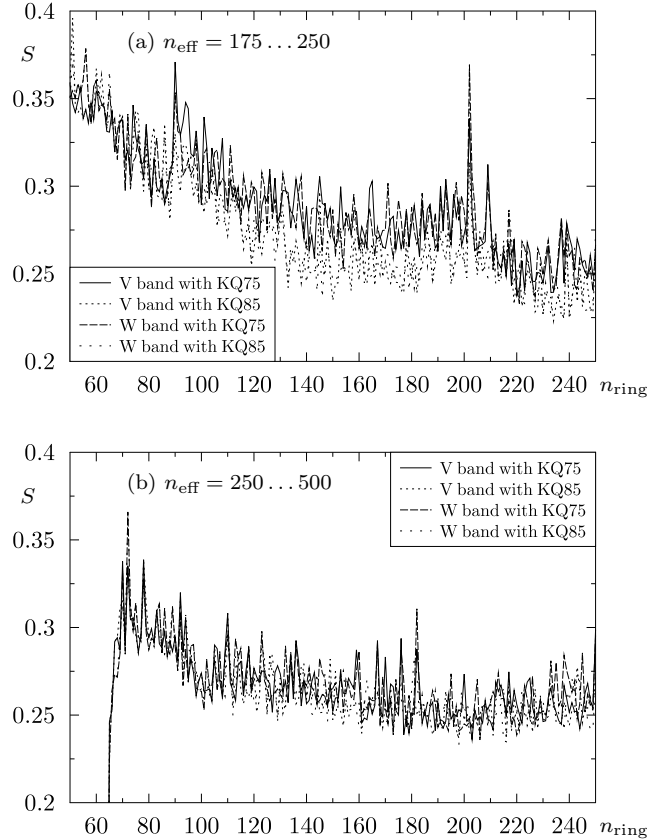 (a) n_eff = 175 … 250
S
0.4
0.35
0.3
0.25
0.2
V band with KQ75
V band with KQ85
W band with KQ75
W band with KQ85
60 80 100 120 140 160 180 200 220 240 n_ring
(b) n_eff = 250 … 500
S
0.4
0.35
0.3
0.25
0.2
V band with KQ75
V band with KQ85
W band with KQ75
W band with KQ85
60 80 100 120 140 160 180 200 220 240 n_ring